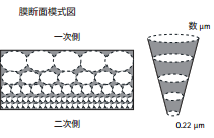 膜断面模式図
一次側
数 μm
二次側
0.22 μm